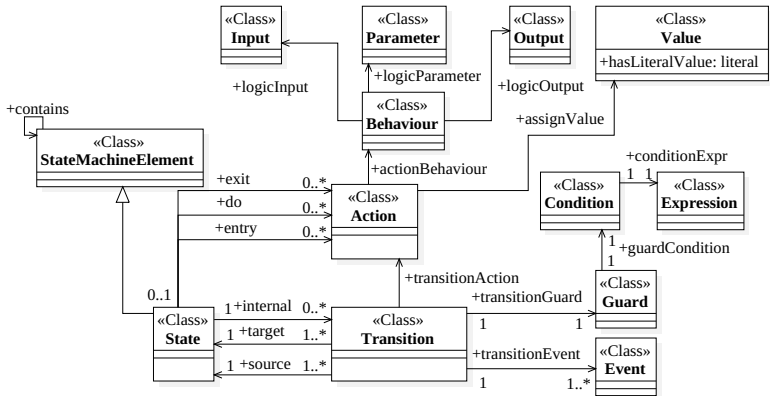 «Class»
Input
«Class»
Parameter
«Class»
Output
«Class»
Value
+hasLiteralValue: literal
+logicInput
+logicParameter
+logicOutput
«Class»
Behaviour
+assignValue
+contains
«Class»
StateMachineElement
+actionBehaviour
+conditionExpr
+exit
0..*
+do
0..*
+entry
0..*
«Class»
Action
«Class»
Condition
1
1
«Class»
Expression
1
+guardCondition
1
+transitionAction
0..1
«Class»
State
1
+internal
0..*
1
+target
1..*
1
+source
1..*
«Class»
Transition
+transitionGuard
1
1
«Class»
Guard
+transitionEvent
1
1..*
«Class»
Event